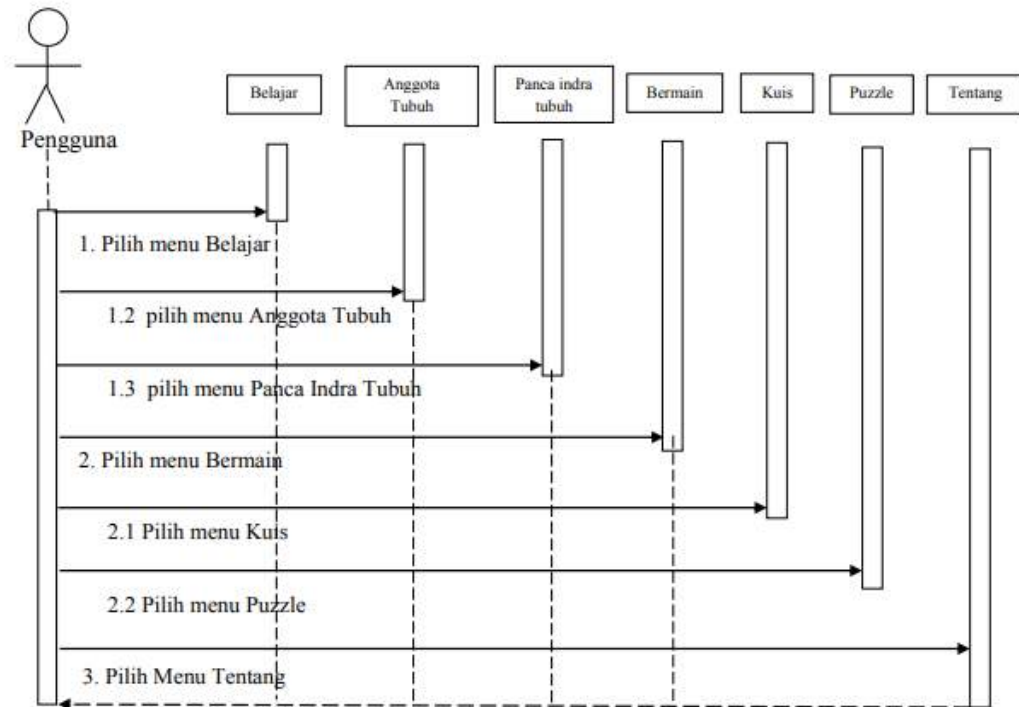 Pengguna
Belajar
Anggota
Tubuh
Panca indra
tubuh
Bermain
Kuis
Puzzle
Tentang
1. Pilih menu Belajar
1.2 pilih menu Anggota Tubuh
1.3 pilih menu Panca Indra Tubuh
2. Pilih menu Bermain
2.1 Pilih menu Kuis
2.2 Pilih menu Puzzle
3. Pilih Menu Tentang